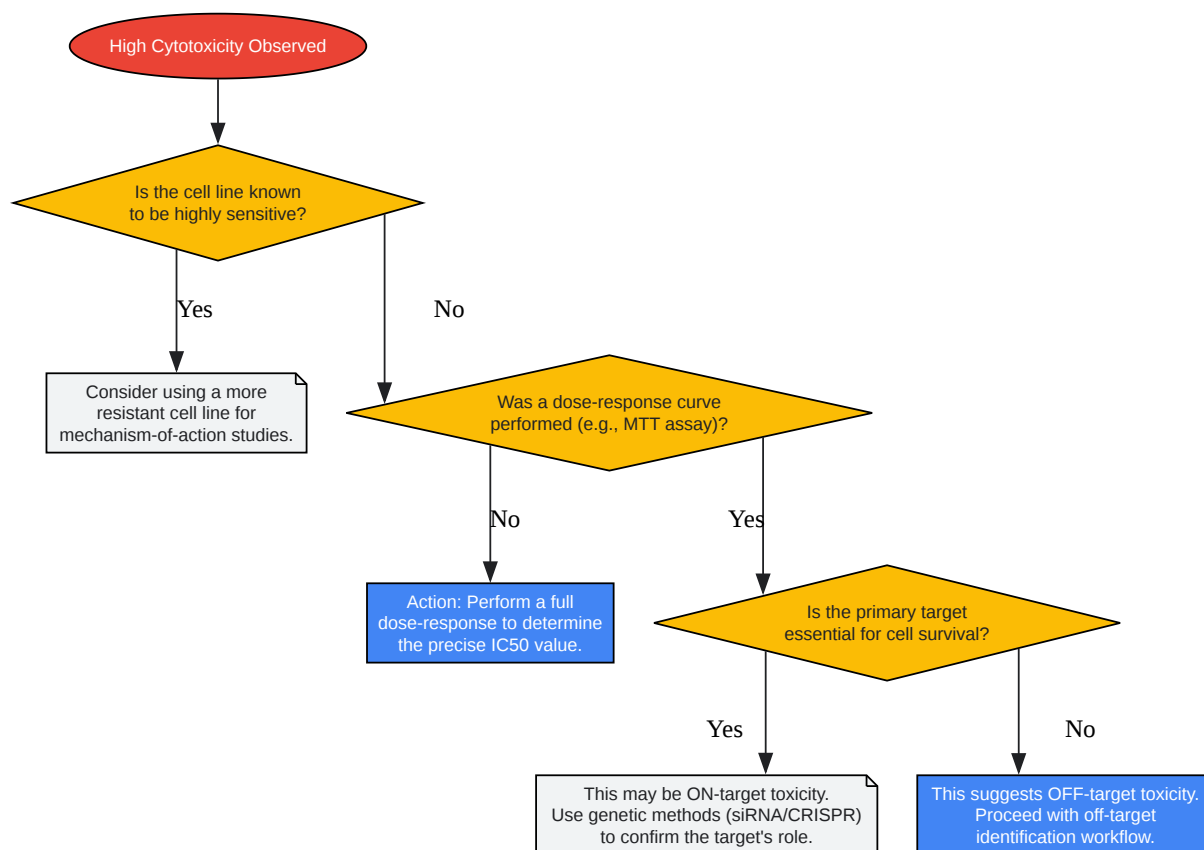 High Cytotoxicity Observed
Is the cell line known
to be highly sensitive?
Yes
No
Consider using a more
resistant cell line for
mechanism-of-action studies.
Was a dose-response curve
performed (e.g., MTT assay)?
No
Yes
Action: Perform a full
dose-response to determine
the precise IC50 value.
Is the primary target
essential for cell survival?
Yes
No
This may be ON-target toxicity.
Use genetic methods (siRNA/CRISPR)
to confirm the target's role.
This suggests OFF-target toxicity.
Proceed with off-target
identification workflow.